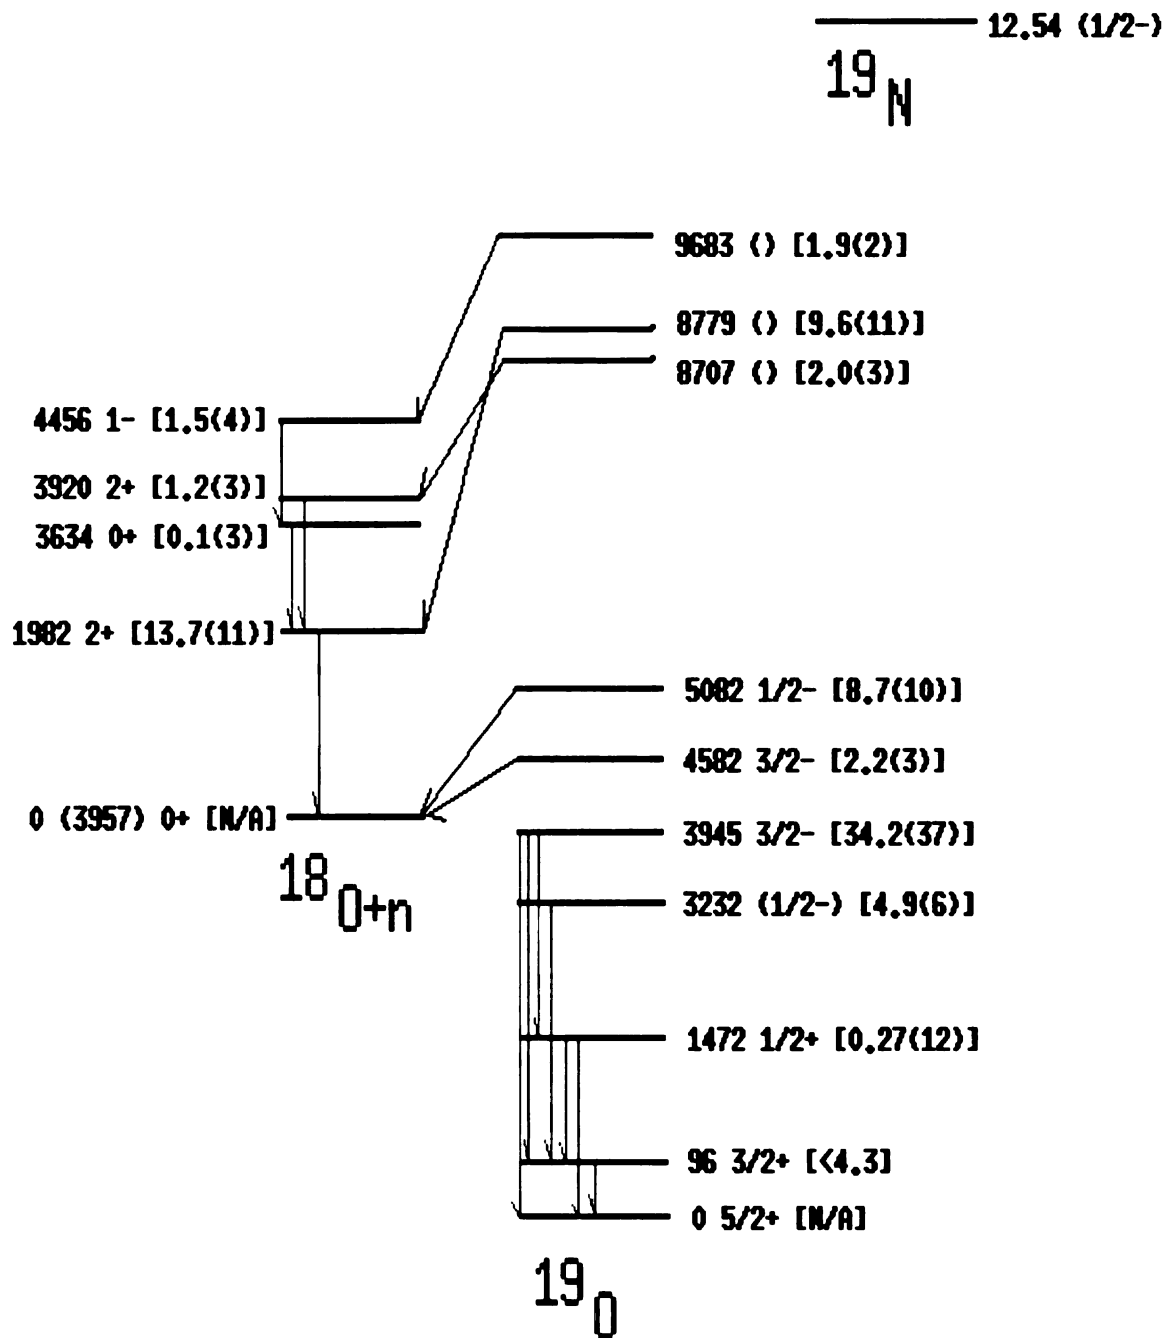 12.54 (1/2-)
19 N
9683 () [1.9(2)]
8779 () [9.6(11)]
8707 () [2.0(3)]
4456 1- [1.5(4)]
3920 2+ [1.2(3)]
3634 0+ [0.1(3)]
1982 2+ [13.7(11)]
5082 1/2- [8.7(10)]
4582 3/2- [2.2(3)]
0 (3957) 0+ [N/A]
3945 3/2- [34.2(37)]
18 O+n
3232 (1/2-) [4.9(6)]
1472 1/2+ [0.27(12)]
96 3/2+ [<4.3]
0 5/2+ [N/A]
19 O